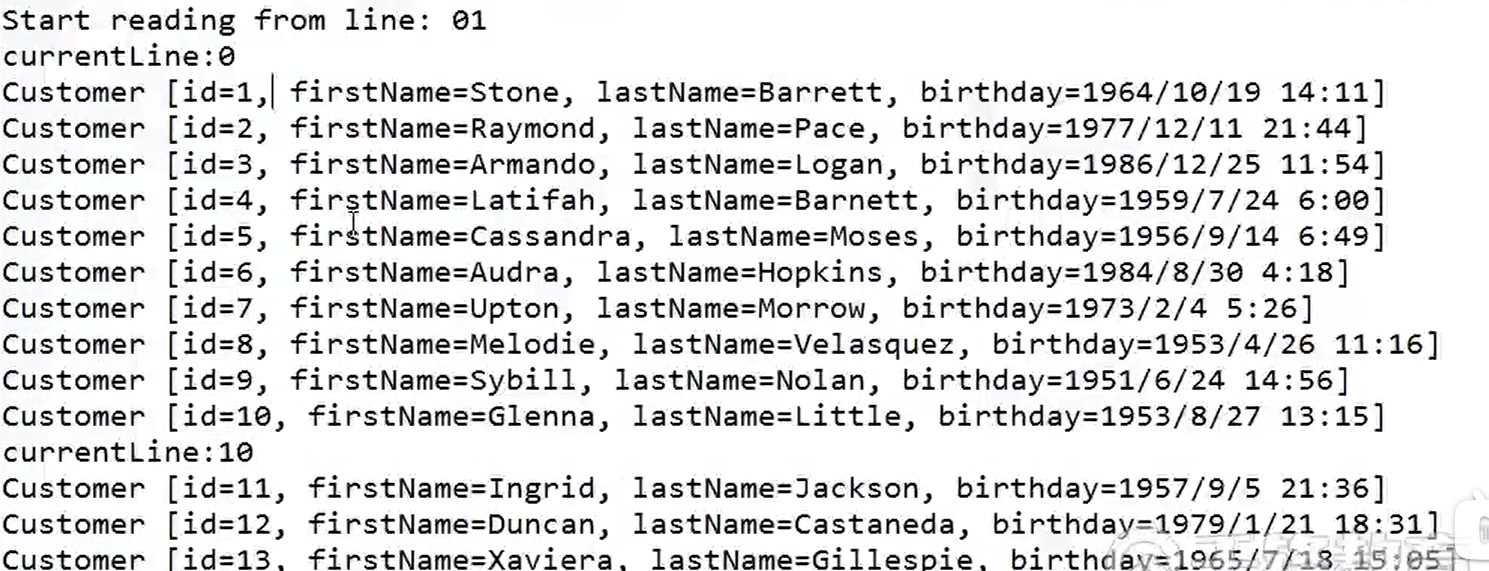 Start reading from line: 01
currentLine:0
Customer [id=1, firstName=Stone, lastName=Barrett, birthday=1964/10/19 14:11]
Customer [id=2, firstName=Raymond, lastName=Pace, birthday=1977/12/11 21:44]
Customer [id=3, firstName=Armando, lastName=Logan, birthday=1986/12/25 11:54]
Customer [id=4, firstName=Latifah, lastName=Barnett, birthday=1959/7/24 6:00]
Customer [id=5, firstName=Cassandra, lastName=Moses, birthday=1956/9/14 6:49]
Customer [id=6, firstName=Audra, lastName=Hopkins, birthday=1984/8/30 4:18]
Customer [id=7, firstName=Upton, lastName=Morrow, birthday=1973/2/4 5:26]
Customer [id=8, firstName=Melodie, lastName=Velasquez, birthday=1953/4/26 11:16]
Customer [id=9, firstName=Sybill, lastName=Nolan, birthday=1951/6/24 14:56]
Customer [id=10, firstName=Glenna, lastName=Little, birthday=1953/8/27 13:15]
currentLine:10
Customer [id=11, firstName=Ingrid, lastName=Jackson, birthday=1957/9/5 21:36]
Customer [id=12, firstName=Duncan, lastName=Castaneda, birthday=1979/1/21 18:31]
Customer [id=13, firstName=Xaviera, lastName=Gillespie, birthday=1965/7/18 15:05]